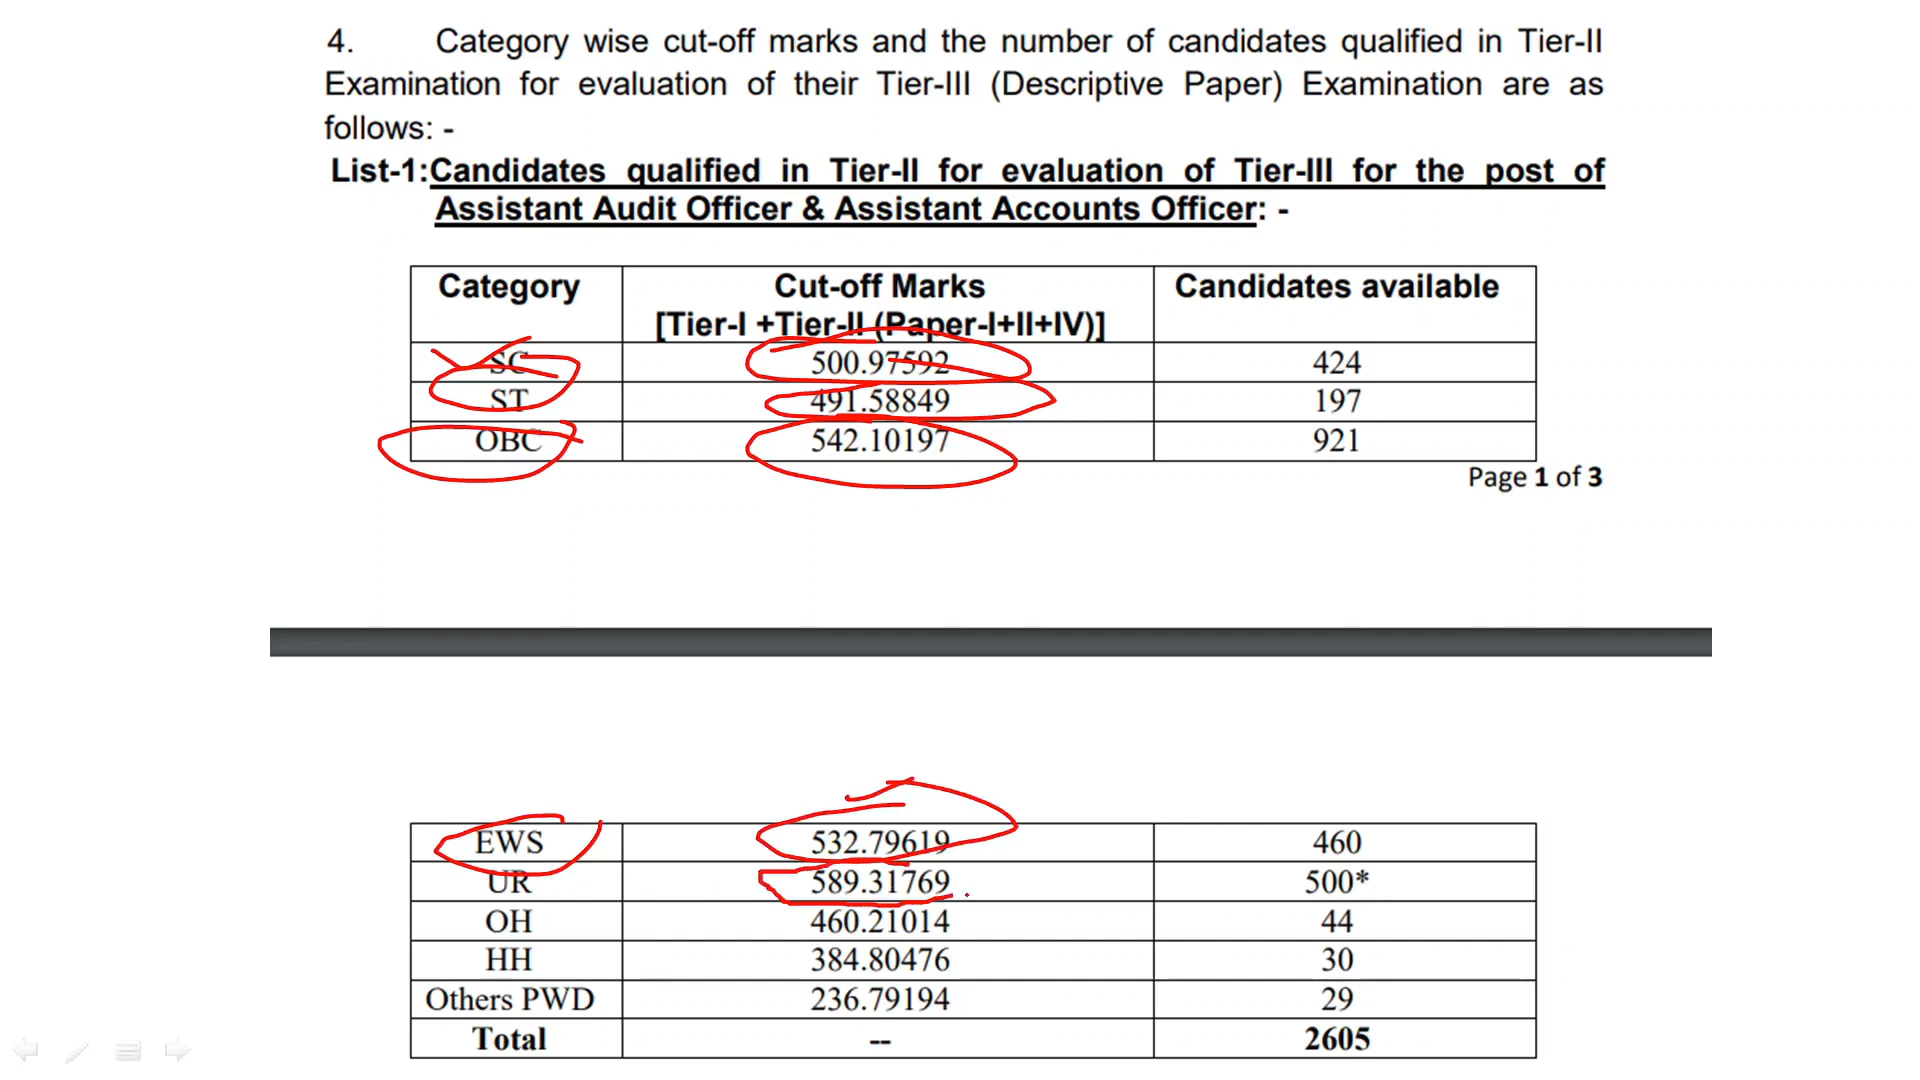 4. Category wise cut-off marks and the number of candidates qualified in Tier-II
Examination for evaluation of their Tier-III (Descriptive Paper) Examination are as
follows: -
List-1:Candidates qualified in Tier-II for evaluation of Tier-III for the post of
Assistant Audit Officer & Assistant Accounts Officer: -
Category Cut-off Marks Candidates available
[Tier-I +Tier-II (Paper-I+II+IV)]
SC 500.97592 424
ST 491.58849 197
OBC 542.10197 921
Page 1 of 3
EWS 532.79619 460
UR 589.31769 500*
OH 460.21014 44
HH 384.80476 30
Others PWD 236.79194 29
Total -- 2605